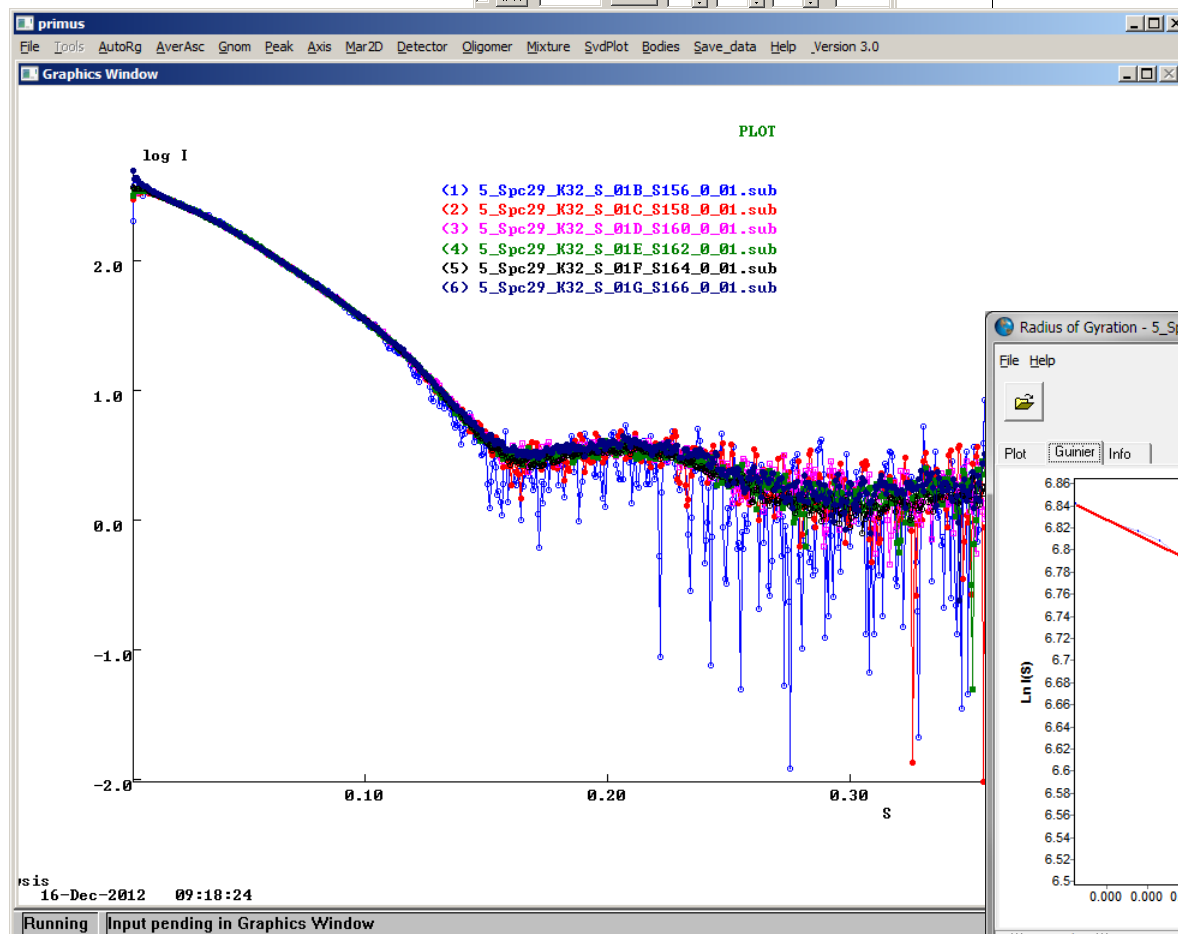 primus
File Tools AutoRg AverAsc Gnom Peak Axis Mar2D Detector Oligomer Mixture SvdPlot Bodies Save_data Help Version 3.0
Graphics Window
PLOT
log I
(1) 5_Spc29_K32_S_01B_S156_0_01.sub
(2) 5_Spc29_K32_S_01C_S158_0_01.sub
(3) 5_Spc29_K32_S_01D_S160_0_01.sub
(4) 5_Spc29_K32_S_01E_S162_0_01.sub
(5) 5_Spc29_K32_S_01F_S164_0_01.sub
(6) 5_Spc29_K32_S_01G_S166_0_01.sub
2.0
1.0
0.0
-1.0
-2.0
0.10 0.20 0.30
S
16-Dec-2012 09:18:24
Running Input pending in Graphics Window
Radius of Gyration - 5_Sp
File Help
Plot Guinier Info
6.86
6.84
6.82
6.8
6.78
6.76
6.74
6.72
6.7
6.68
6.66
6.64
6.62
6.6
6.58
6.56
6.54
6.52
6.5
Ln I(S)
0.000 0.000